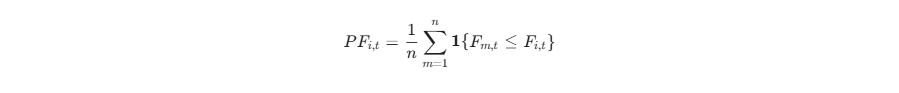 $PF_{i,t} = \frac{1}{n} \sum_{m=1}^{n} \mathbf{1}\{F_{m,t} \leq F_{i,t}\}$